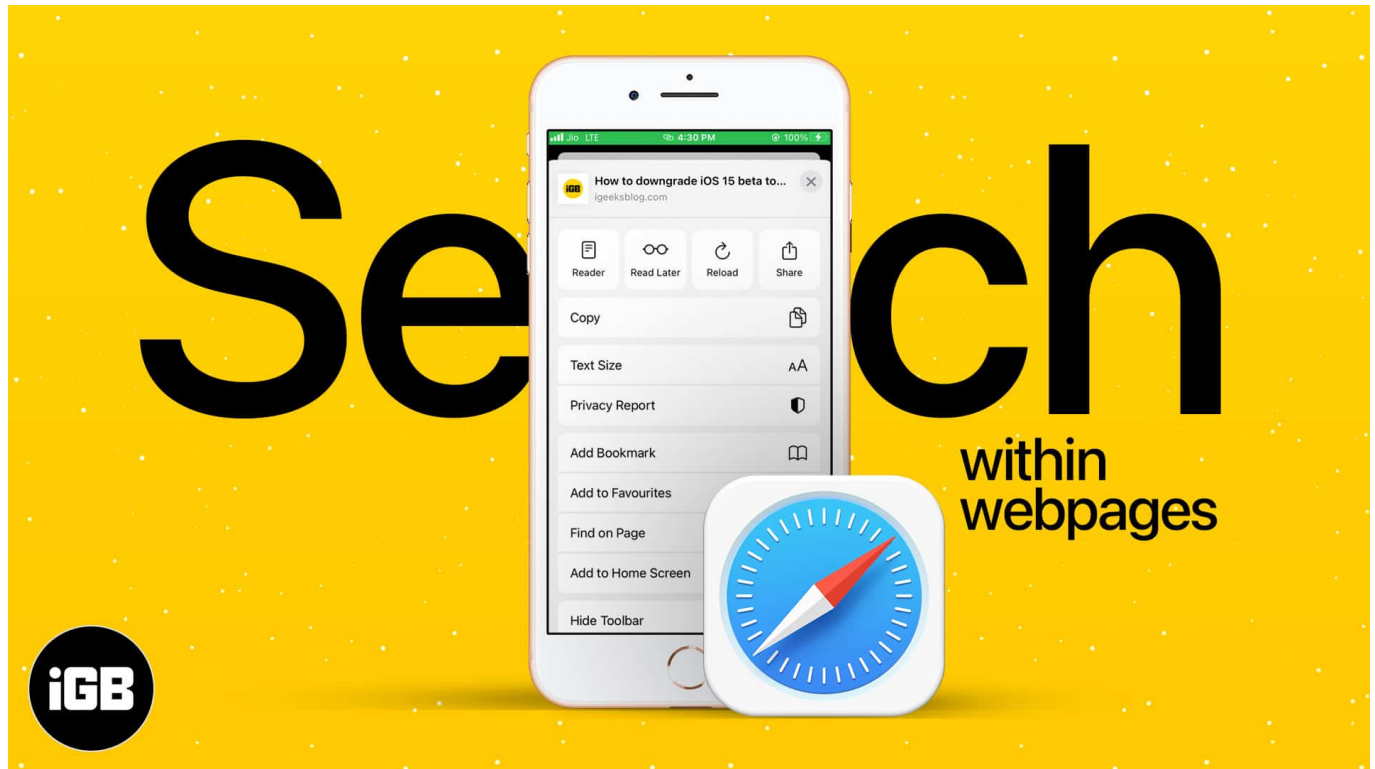 Se ch
within
webpages
Jio LTE 4:30 PM 100%
iGB How to downgrade iOS 15 beta to...
igeeksblog.com
Reader Read Later Reload Share
Copy
Text Size AA
Privacy Report
Add Bookmark
Add to Favourites
Find on Page
Add to Home Screen
Hide Toolbar
iGB